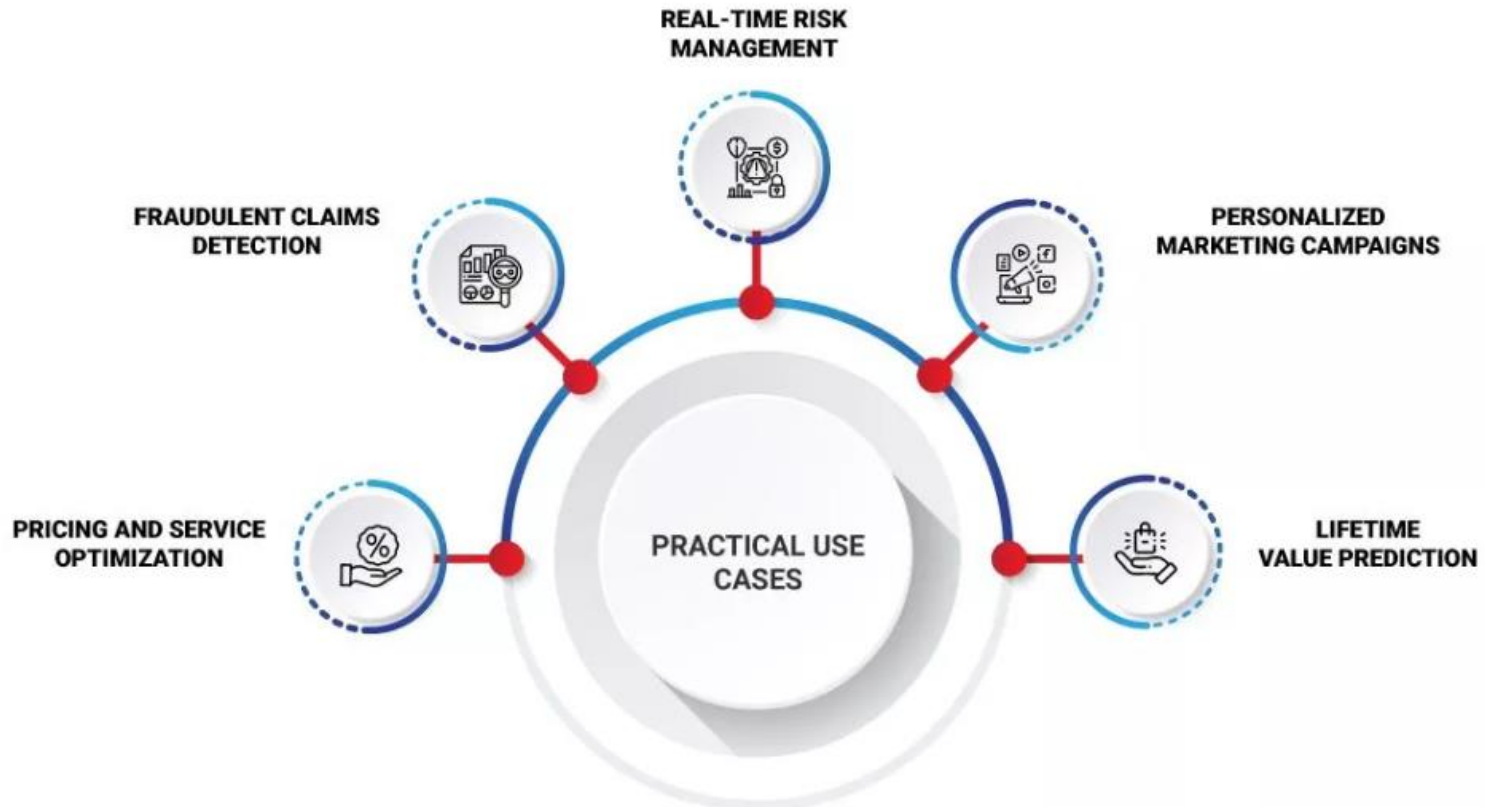 REAL-TIME RISK
MANAGEMENT
FRAUDULENT CLAIMS
DETECTION
PERSONALIZED
MARKETING CAMPAIGNS
PRICING AND SERVICE
OPTIMIZATION
PRACTICAL USE
CASES
LIFETIME
VALUE PREDICTION